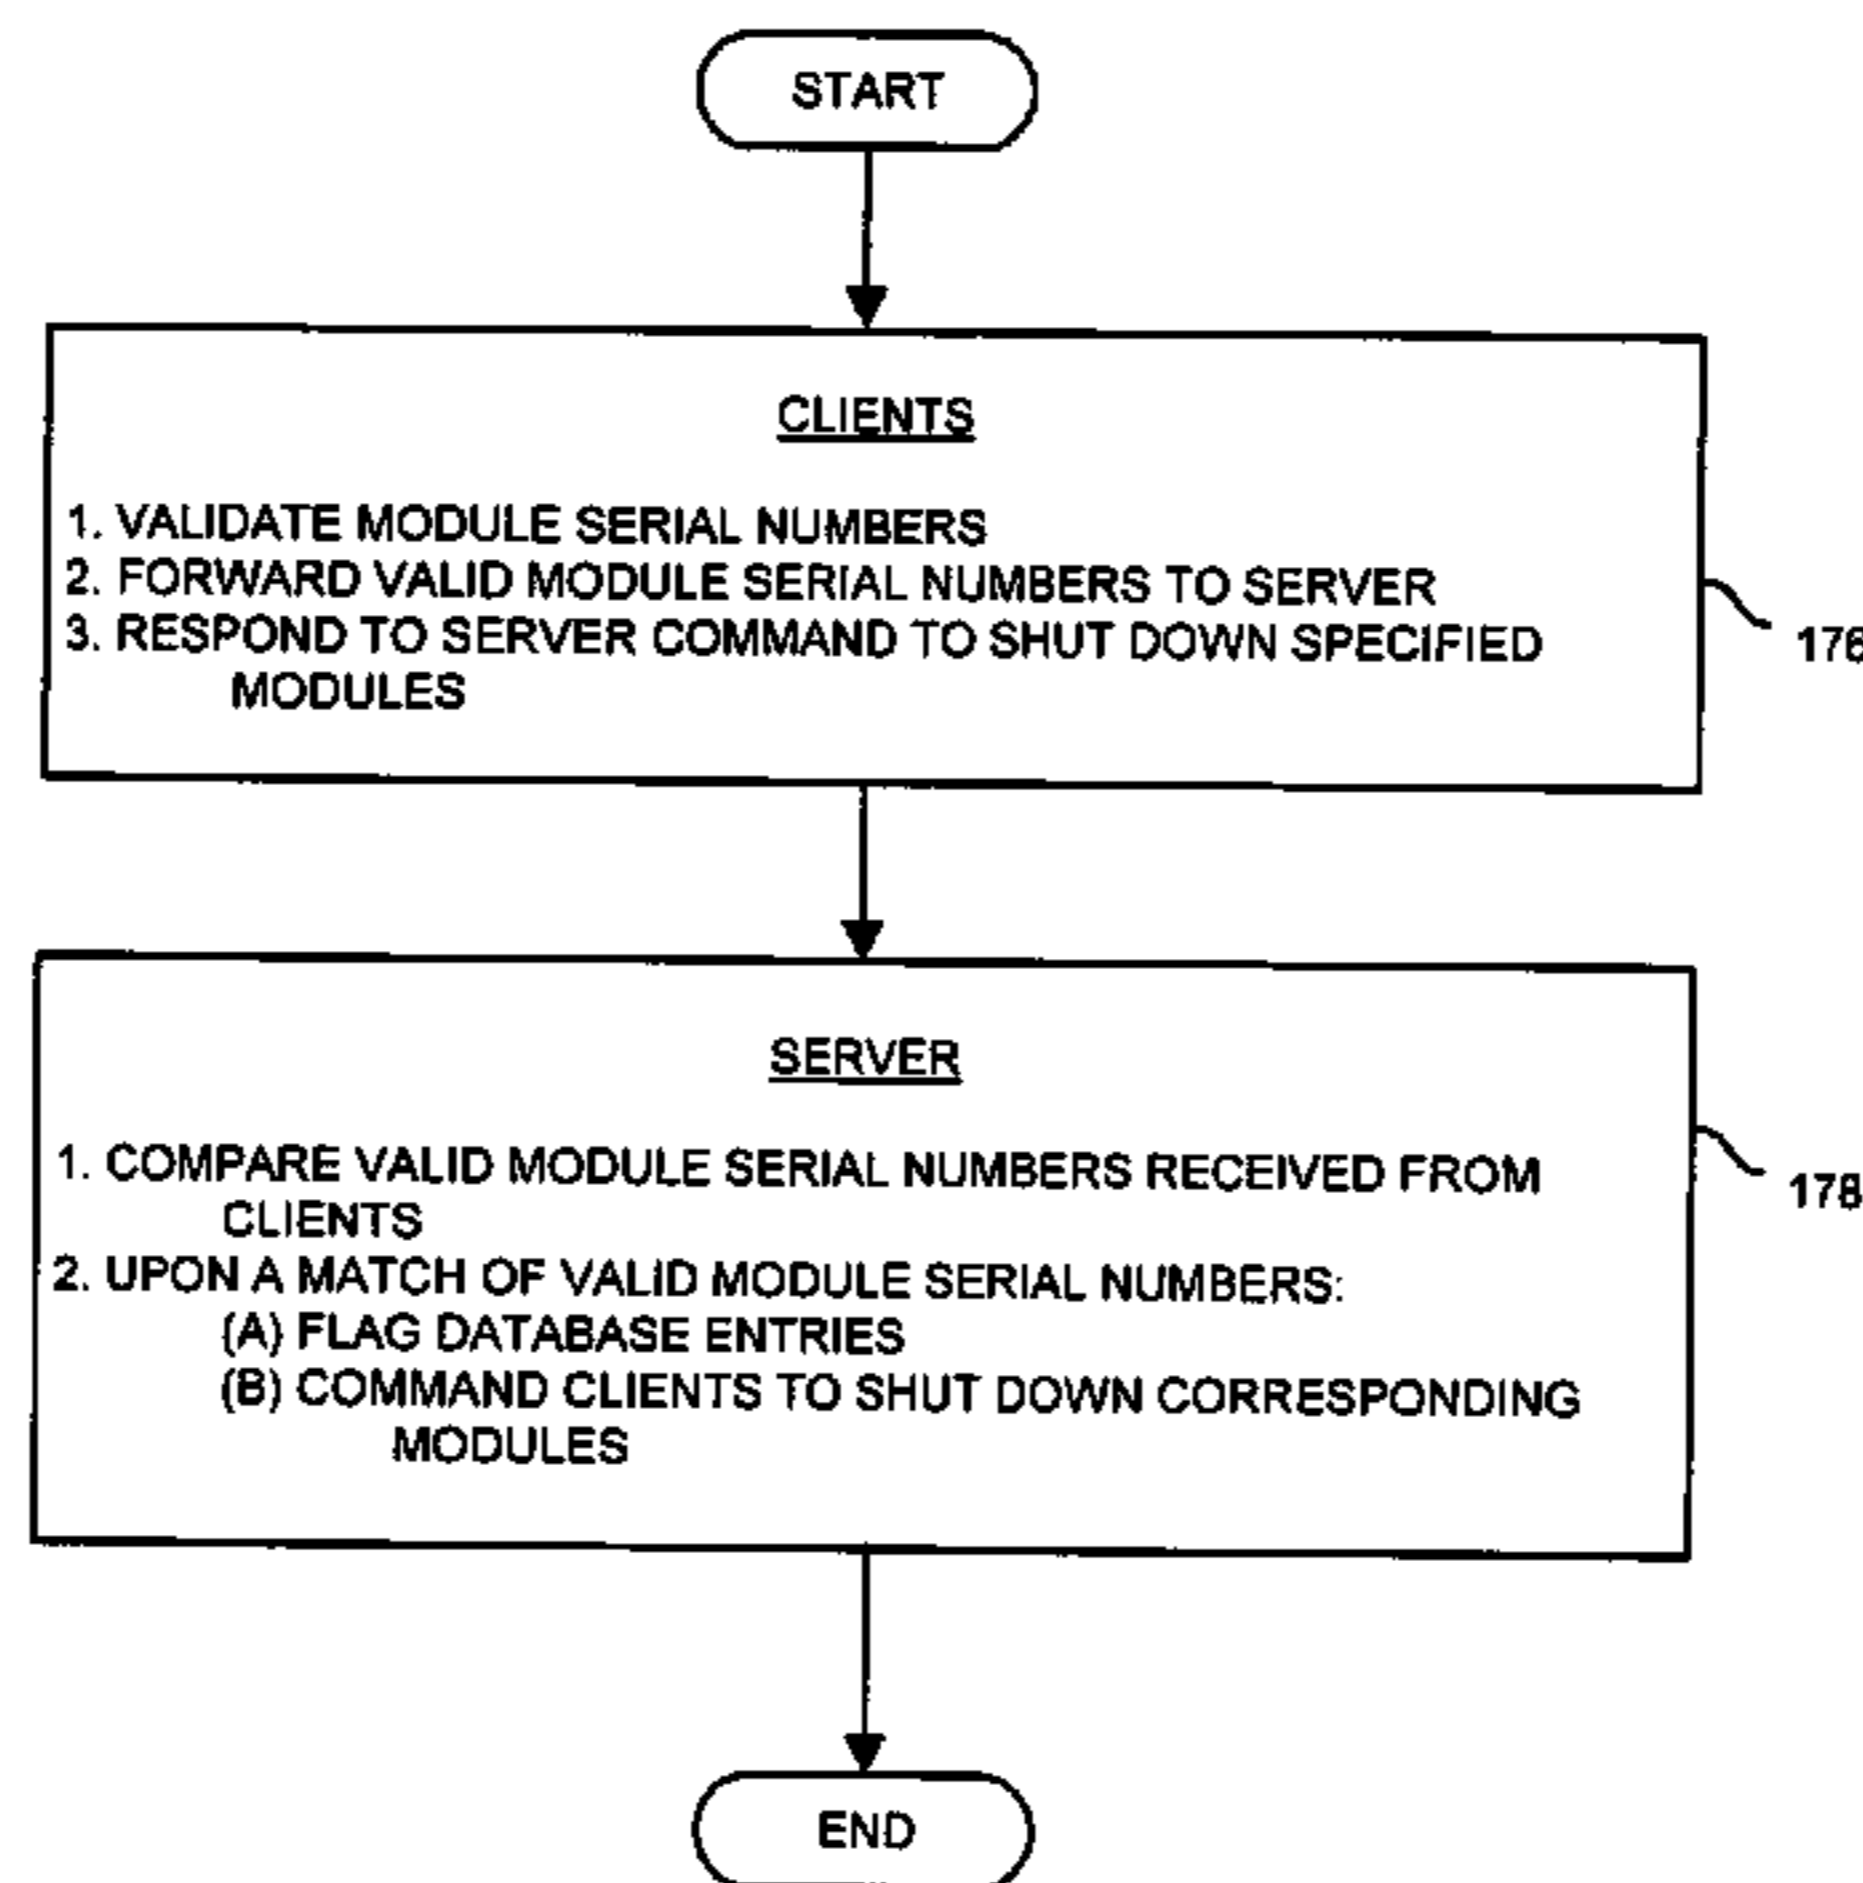 START
CLIENTS
1. VALIDATE MODULE SERIAL NUMBERS
2. FORWARD VALID MODULE SERIAL NUMBERS TO SERVER
3. RESPOND TO SERVER COMMAND TO SHUT DOWN SPECIFIED
MODULES
176
SERVER
1. COMPARE VALID MODULE SERIAL NUMBERS RECEIVED FROM
CLIENTS
2. UPON A MATCH OF VALID MODULE SERIAL NUMBERS:
(A) FLAG DATABASE ENTRIES
(B) COMMAND CLIENTS TO SHUT DOWN CORRESPONDING
MODULES
178
END